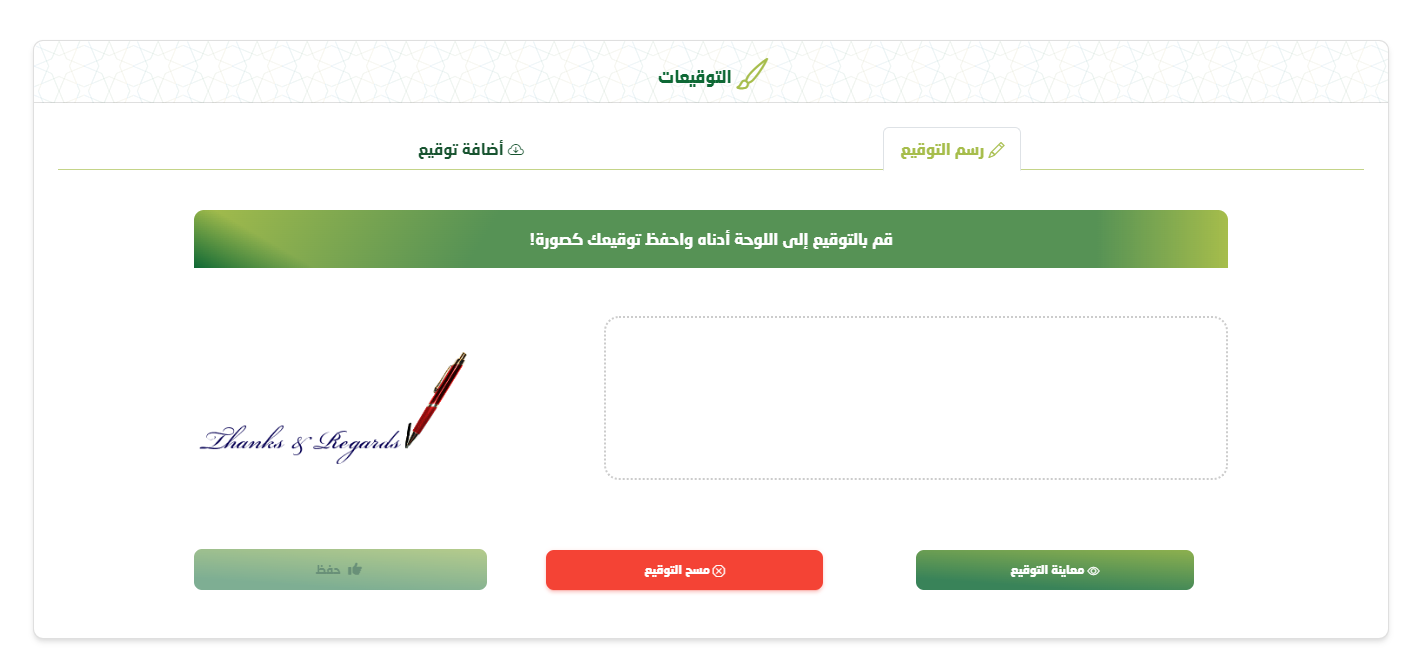 التوقيعات
رسم التوقيع
أضافة توقيع
قم بالتوقيع إلى اللوحة أدناه واحفظ توقيعك كصورة!
Thanks & Regards
معاينة التوقيع
مسح التوقيع
حفظ